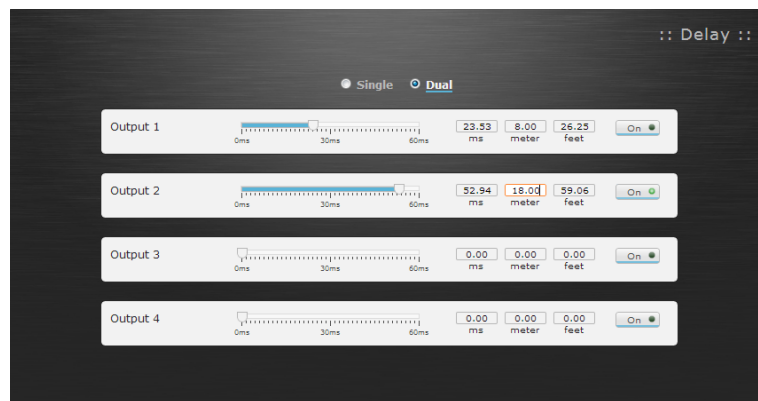 :: Delay ::
Single Dual
Output 1
0ms 30ms 60ms
23.53 8.00 26.25
ms meter feet
On
Output 2
0ms 30ms 60ms
52.94 18.00 59.06
ms meter feet
On
Output 3
0ms 30ms 60ms
0.00 0.00 0.00
ms meter feet
On
Output 4
0ms 30ms 60ms
0.00 0.00 0.00
ms meter feet
On